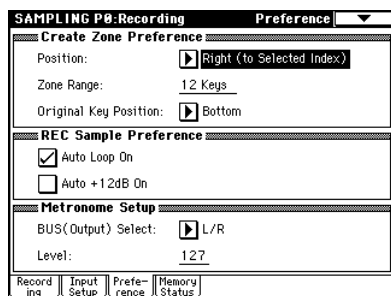 SAMPLING P0:Recording Preference
Create Zone Preference
Position: Right (to Selected Index)
Zone Range: 12 Keys
Original Key Position: Bottom
REC Sample Preference
Auto Loop On
Auto +12dB On
Metronome Setup
BUS(Output) Select: L/R
Level: 127
Record Input Prefe- Memory
ing Setup rence Status